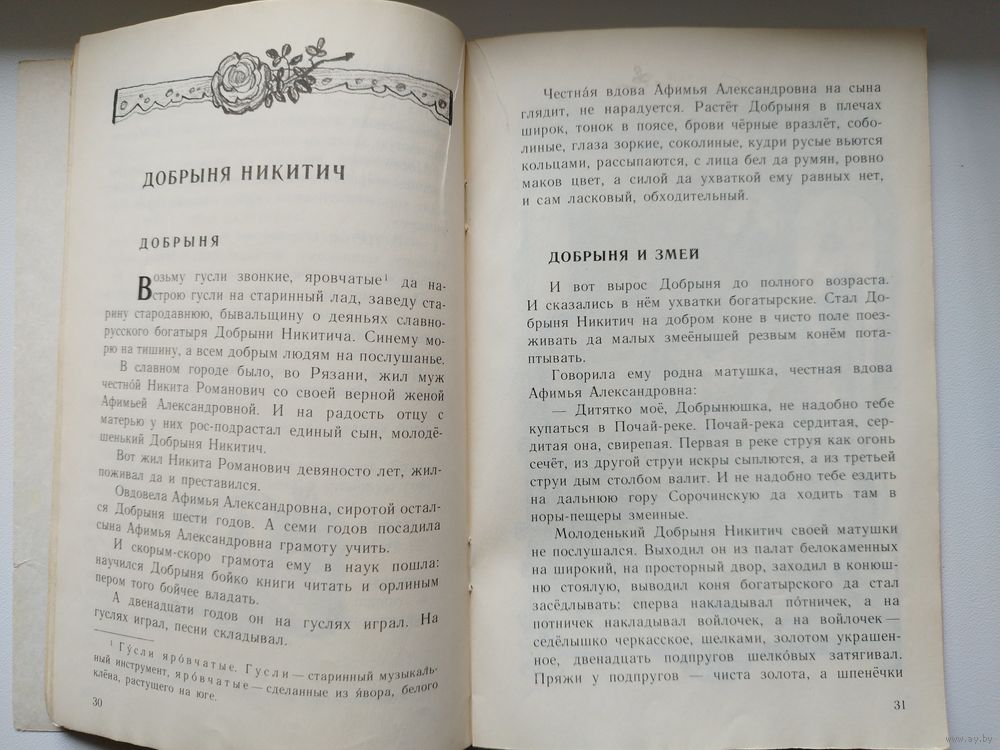 ДОБРЫНЯ НИКИТИЧ
ДОБРЫНЯ
Возьму гусли звонкие, яровчатые¹ да на-
строю гусли на старинный лад, заведу ста-
рину стародавнюю, бывальщину о деяньях славно-
русского богатыря Добрыни Никитича. Синему мо-
рю на тишину, а всем добрым людям на послушанье.
В славном городе было, во Рязани, жил муж
честно́й Никита Романович со своей верной женой
Афимьей Александровной. И на радость отцу с
матерью у них рос-подрастал единый сын, молодё-
шенький Добрыня Никитич.
Вот жил Никита Романович девяносто лет, жил-
поживал да и преставился.
Овдовела Афимья Александровна, сиротой остал-
ся Добрыня шести годов. А семи годов посадила
сына Афимья Александровна грамоту учить.
И скорым-скоро грамота ему в наук пошла:
научился Добрыня бойко книги читать и орлиным
пером того бойчее владать.
А двенадцати годов он на гуслях играл. На
гуслях играл, песни складывал.
¹ Гу́сли яро́вчатые. Гусли — старинный музыкаль-
ный инструмент, яро́вчатые — сделанные из я́вора, белого
клёна, растущего на юге.
30
Честна́я вдова Афимья Александровна на сына
глядит, не нарадуется. Растёт Добрыня в плечах
широк, тонок в поясе, брови чёрные вразлёт, собо-
линые, глаза зоркие, соколиные, кудри русые вьются
кольцами, рассыпаются, с лица бел да румян, ровно
маков цвет, а силой да ухваткой ему равных нет,
и сам ласковый, обходительный.
ДОБРЫНЯ И ЗМЕЙ
И вот вырос Добрыня до полного возраста.
И сказались в нём ухватки богатырские. Стал До-
брыня Никитич на добром коне в чисто поле поез-
живать да малых змеёнышей резвым конём пота-
птывать.
Говорила ему родна матушка, честная вдова
Афимья Александровна:
— Дитятко моё, Добрынюшка, не надобно тебе
купаться в Почай-реке. Почай-река сердитая, сер-
дитая она, свирепая. Первая в реке струя как огонь
сечёт, из другой струи искры сыплются, а из третьей
струи дым столбом валит. И не надобно тебе ездить
на дальнюю гору Сорочинскую да ходить там в
норы-пещеры змеиные.
Молоденький Добрыня Никитич своей матушки
не послушался. Выходил он из палат белокаменных
на широкий, на просторный двор, заходил в конюш-
ню стоялую, выводил коня богатырского да стал
засёдлывать: сперва накладывал по́тничек, а на
потничек накладывал войлочек, а на войлочек —
седёлышко черкасское, шелками, золотом украшен-
ное, двенадцать подпругов шелко́вых затягивал.
Пряжи у подпругов — чиста золота, а шпенёчки
31
www.ay.by